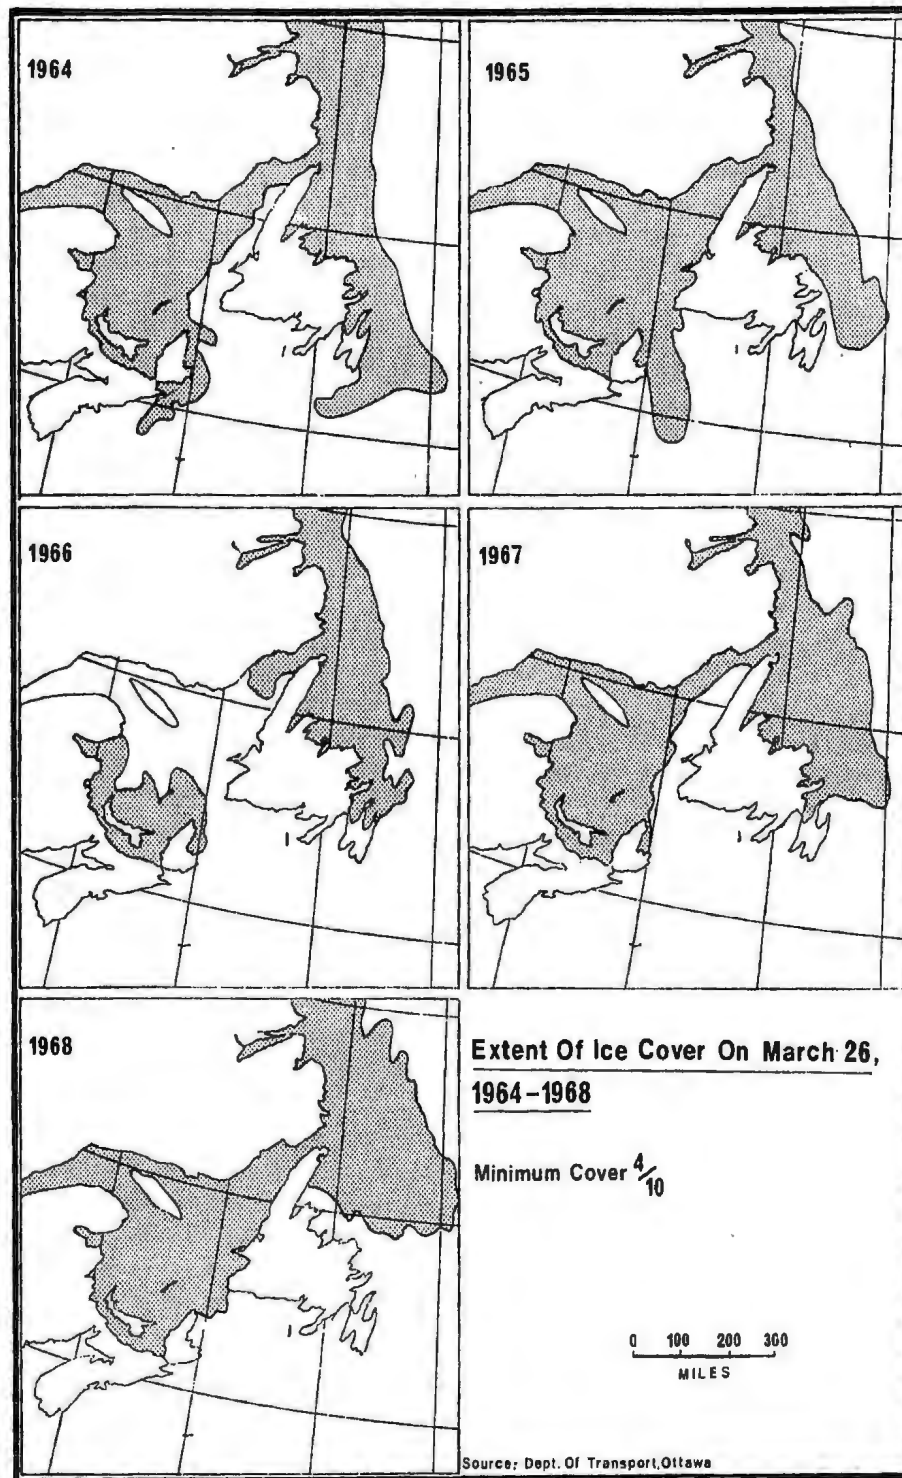 1964
1965
1966
1967
1968
Extent Of Ice Cover On March 26,
1964-1968
Minimum Cover 4/10
0 100 200 300
MILES
Source: Dept. Of Transport,Ottawa